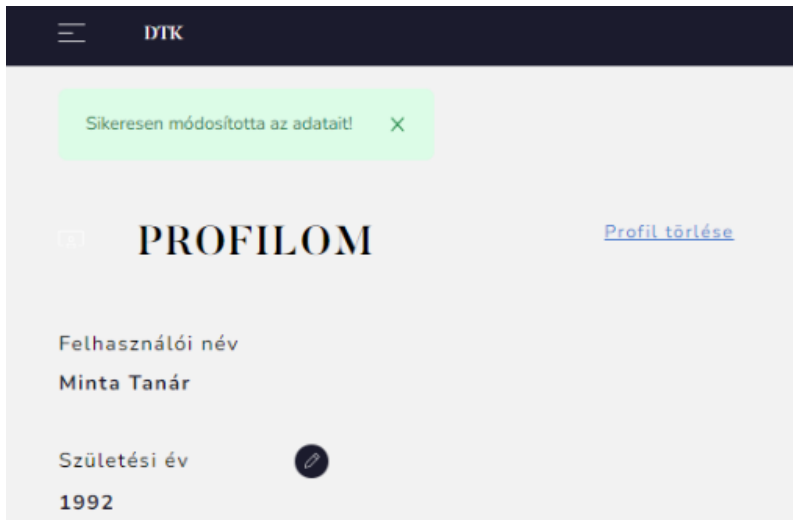 DTK
Sikeresen módosította az adatait!
PROFILOM
Profil törlése
Felhasználói név
Minta Tanár
Születési év
1992